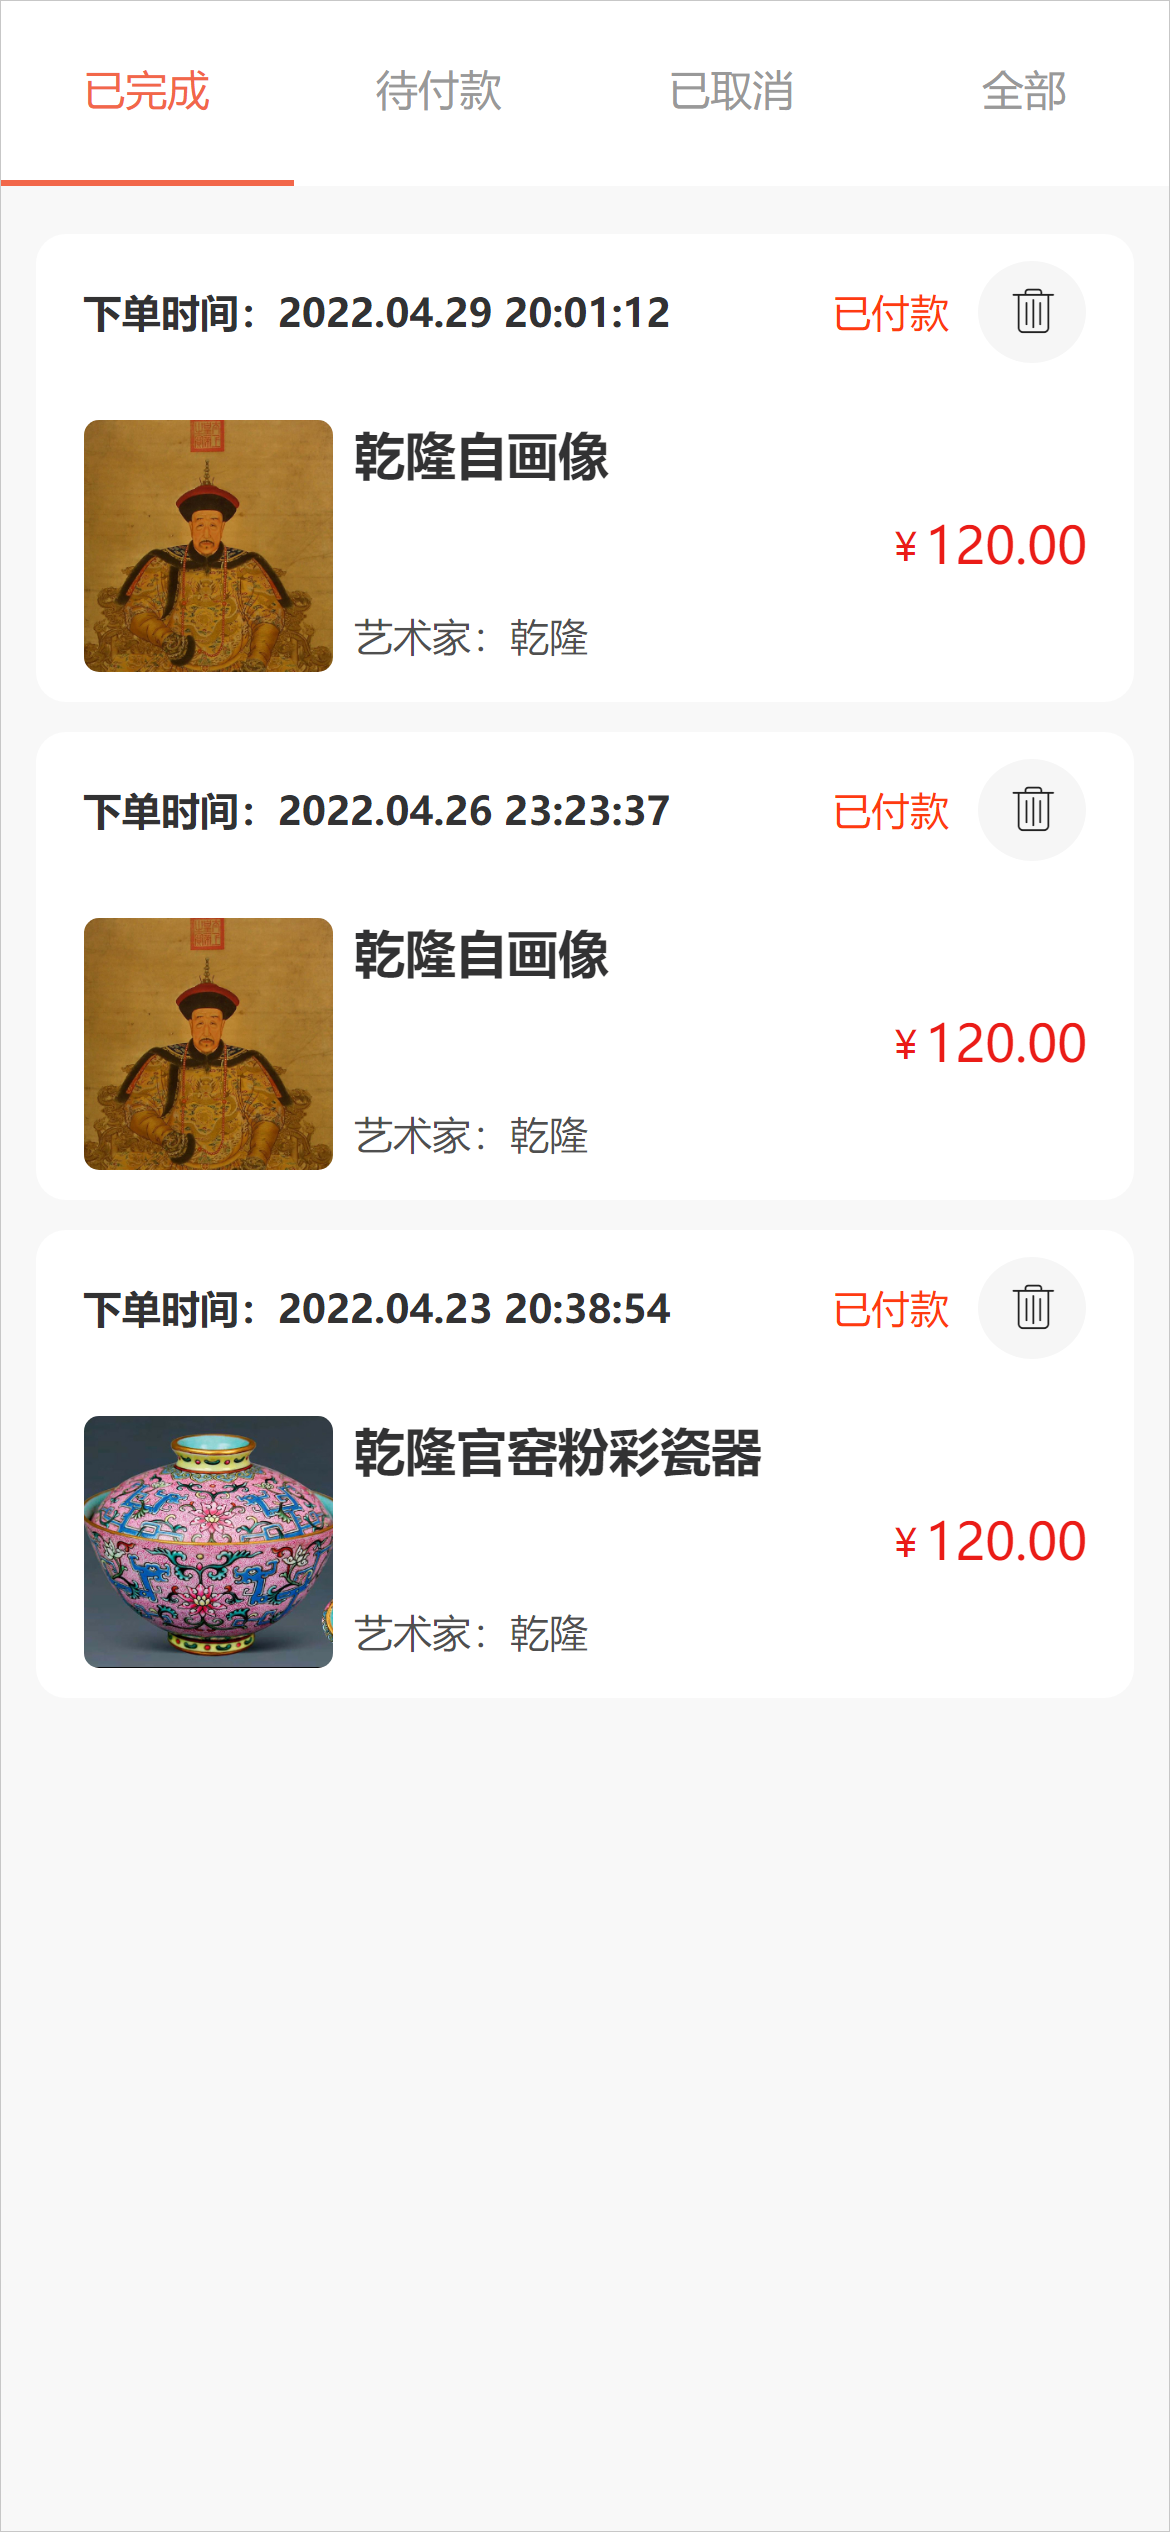 已完成 待付款 已取消 全部
下单时间：2022.04.29 20:01:12 已付款
乾隆自画像
¥ 120.00
艺术家：乾隆
下单时间：2022.04.26 23:23:37 已付款
乾隆自画像
¥ 120.00
艺术家：乾隆
下单时间：2022.04.23 20:38:54 已付款
乾隆官窑粉彩瓷器
¥ 120.00
艺术家：乾隆